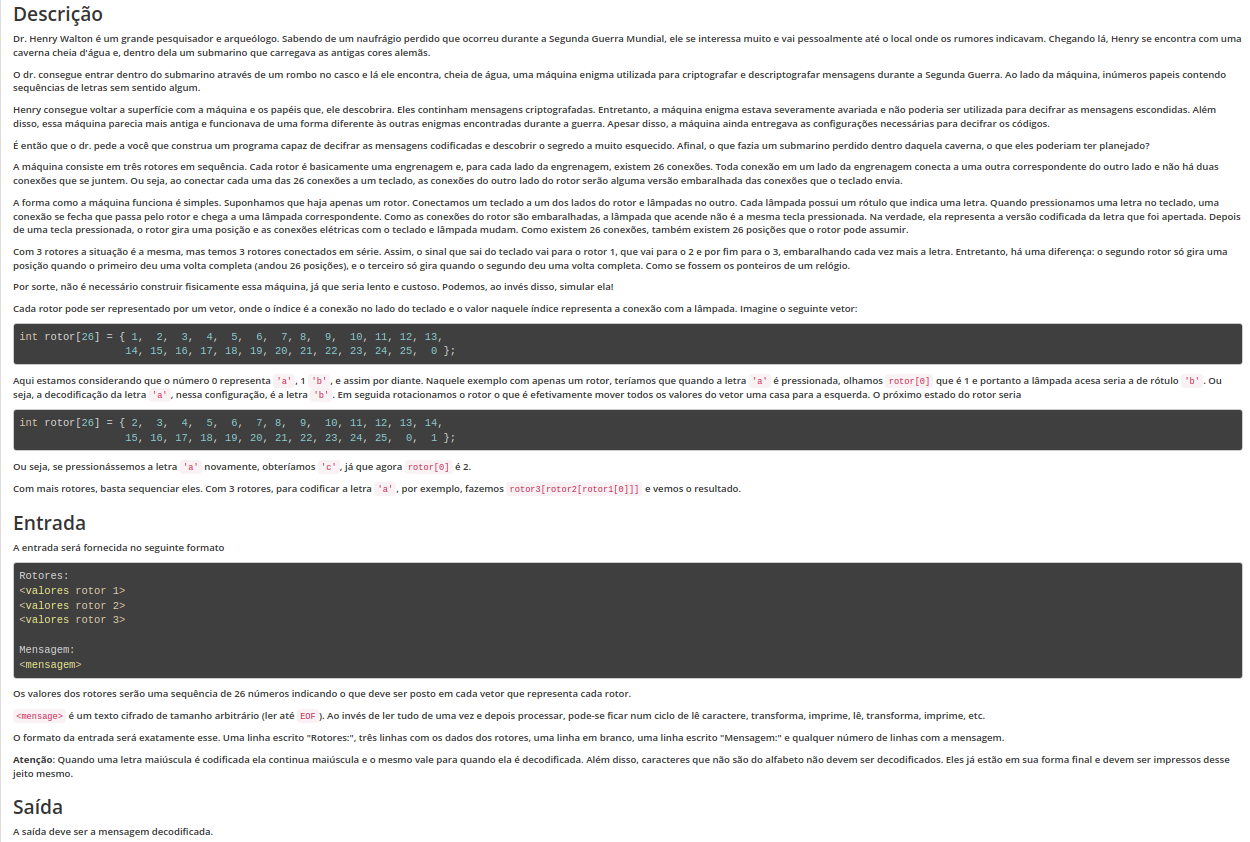 Descrição
Dr. Henry Walton é um grande pesquisador e arqueólogo. Sabendo de um naufrágio perdido que ocorreu durante a Segunda Guerra Mundial, ele se interessa muito e vai pessoalmente até o local onde os rumores indicavam. Chegando lá, Henry se encontra com uma
caverna cheia d'água e, dentro dela um submarino que carregava as antigas cores alemãs.
O dr. consegue entrar dentro do submarino através de um rombo no casco e lá ele encontra, cheia de água, uma máquina enigma utilizada para criptografar e descriptografar mensagens durante a Segunda Guerra. Ao lado da máquina, inúmeros papeis contendo
sequências de letras sem sentido algum.
Henry consegue voltar a superfície com a máquina e os papéis que, ele descobrira. Eles continham mensagens criptografadas. Entretanto, a máquina enigma estava severamente avariada e não poderia ser utilizada para decifrar as mensagens escondidas. Além
disso, essa máquina parecia mais antiga e funcionava de uma forma diferente às outras enigmas encontradas durante a guerra. Apesar disso, a máquina ainda entregava as configurações necessárias para decifrar os códigos.
É então que o dr. pede a você que construa um programa capaz de decifrar as mensagens codificadas e descobrir o segredo a muito esquecido. Afinal, o que fazia um submarino perdido dentro daquela caverna, o que eles poderiam ter planejado?
A máquina consiste em três rotores em sequência. Cada rotor é basicamente uma engrenagem e, para cada lado da engrenagem, existem 26 conexões. Toda conexão em um lado da engrenagem conecta a uma outra correspondente do outro lado e não há duas
conexões que se juntem. Ou seja, ao conectar cada uma das 26 conexões a um teclado, as conexões do outro lado do rotor serão alguma versão embaralhada das conexões que o teclado envia.
A forma como a máquina funciona é simples. Suponhamos que haja apenas um rotor. Conectamos um teclado a um dos lados do rotor e lâmpadas no outro. Cada lâmpada possui um rótulo que indica uma letra. Quando pressionamos uma letra no teclado, uma
conexão se fecha que passa pelo rotor e chega a uma lâmpada correspondente. Como as conexões do rotor são embaralhadas, a lâmpada que acende não é a mesma tecla pressionada. Na verdade, ela representa a versão codificada da letra que foi apertada. Depois
de uma tecla pressionada, o rotor gira uma posição e as conexões elétricas com o teclado e lâmpada mudam. Como existem 26 conexões, também existem 26 posições que o rotor pode assumir.
Com 3 rotores a situação é a mesma, mas temos 3 rotores conectados em série. Assim, o sinal que sai do teclado vai para o rotor 1, que vai para o 2 e por fim para o 3, embaralhando cada vez mais a letra. Entretanto, há uma diferença: o segundo rotor só gira uma
posição quando o primeiro deu uma volta completa (andou 26 posições), e o terceiro só gira quando o segundo deu uma volta completa. Como se fossem os ponteiros de um relógio.
Por sorte, não é necessário construir fisicamente essa máquina, já que seria lento e custoso. Podemos, ao invés disso, simular ela!
Cada rotor pode ser representado por um vetor, onde o índice é a conexão no lado do teclado e o valor naquele índice representa a conexão com a lâmpada. Imagine o seguinte vetor:
int rotor[26] = { 1, 2, 3, 4, 5, 6, 7, 8, 9, 10, 11, 12, 13,
14, 15, 16, 17, 18, 19, 20, 21, 22, 23, 24, 25, 0 };
Aqui estamos considerando que o número 0 representa 'a' , 1 'b' , e assim por diante. Naquele exemplo com apenas um rotor, teríamos que quando a letra 'a' é pressionada, olhamos rotor[0] que é 1 e portanto a lâmpada acesa seria a de rótulo 'b' . Ou
seja, a decodificação da letra 'a' , nessa configuração, é a letra 'b' . Em seguida rotacionamos o rotor o que é efetivamente mover todos os valores do vetor uma casa para a esquerda. O próximo estado do rotor seria
int rotor[26] = { 2, 3, 4, 5, 6, 7, 8, 9, 10, 11, 12, 13, 14,
15, 16, 17, 18, 19, 20, 21, 22, 23, 24, 25, 0, 1 };
Ou seja, se pressionássemos a letra 'a' novamente, obteríamos 'c' , já que agora rotor[0] é 2.
Com mais rotores, basta sequenciar eles. Com 3 rotores, para codificar a letra 'a' , por exemplo, fazemos rotor3[rotor2[rotor1[0]]] e vemos o resultado.
Entrada
A entrada será fornecida no seguinte formato
Rotores:
<valores rotor 1>
<valores rotor 2>
<valores rotor 3>
Mensagem:
<mensagem>
Os valores dos rotores serão uma sequência de 26 números indicando o que deve ser posto em cada vetor que representa cada rotor.
<mensage> é um texto cifrado de tamanho arbitrário (ler até EOF ). Ao invés de ler tudo de uma vez e depois processar, pode-se ficar num ciclo de lê caractere, transforma, imprime, lê, transforma, imprime, etc.
O formato da entrada será exatamente esse. Uma linha escrito "Rotores:", três linhas com os dados dos rotores, uma linha em branco, uma linha escrito "Mensagem:" e qualquer número de linhas com a mensagem.
Atenção: Quando uma letra maiúscula é codificada ela continua maiúscula e o mesmo vale para quando ela é decodificada. Além disso, caracteres que não são do alfabeto não devem ser decodificados. Eles já estão em sua forma final e devem ser impressos desse
jeito mesmo.
Saída
A saída deve ser a mensagem decodificada.